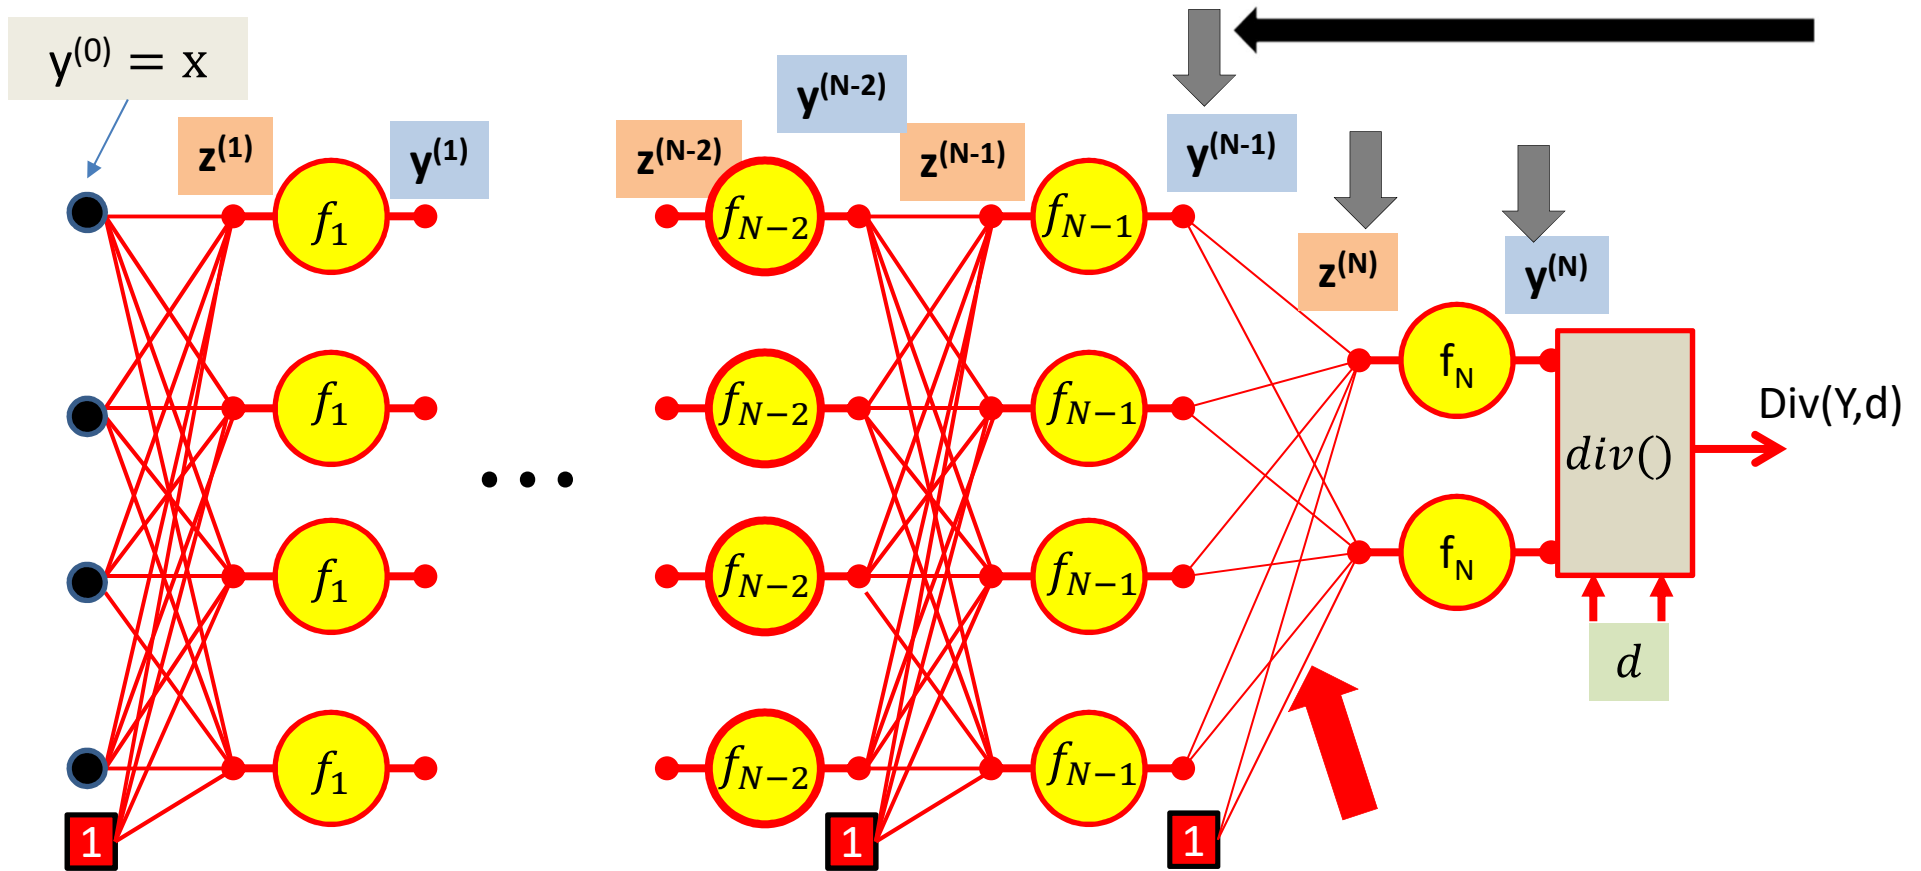 y(0) = x
z(1)
y(1)
z(N-2)
y(N-2)
z(N-1)
y(N-1)
z(N)
y(N)
f1
fN−2
fN−1
f1
fN−2
fN−1
f1
fN−2
fN−1
f1
fN−2
fN−1
fN
fN
...
div()
Div(Y,d)
d
1
1
1